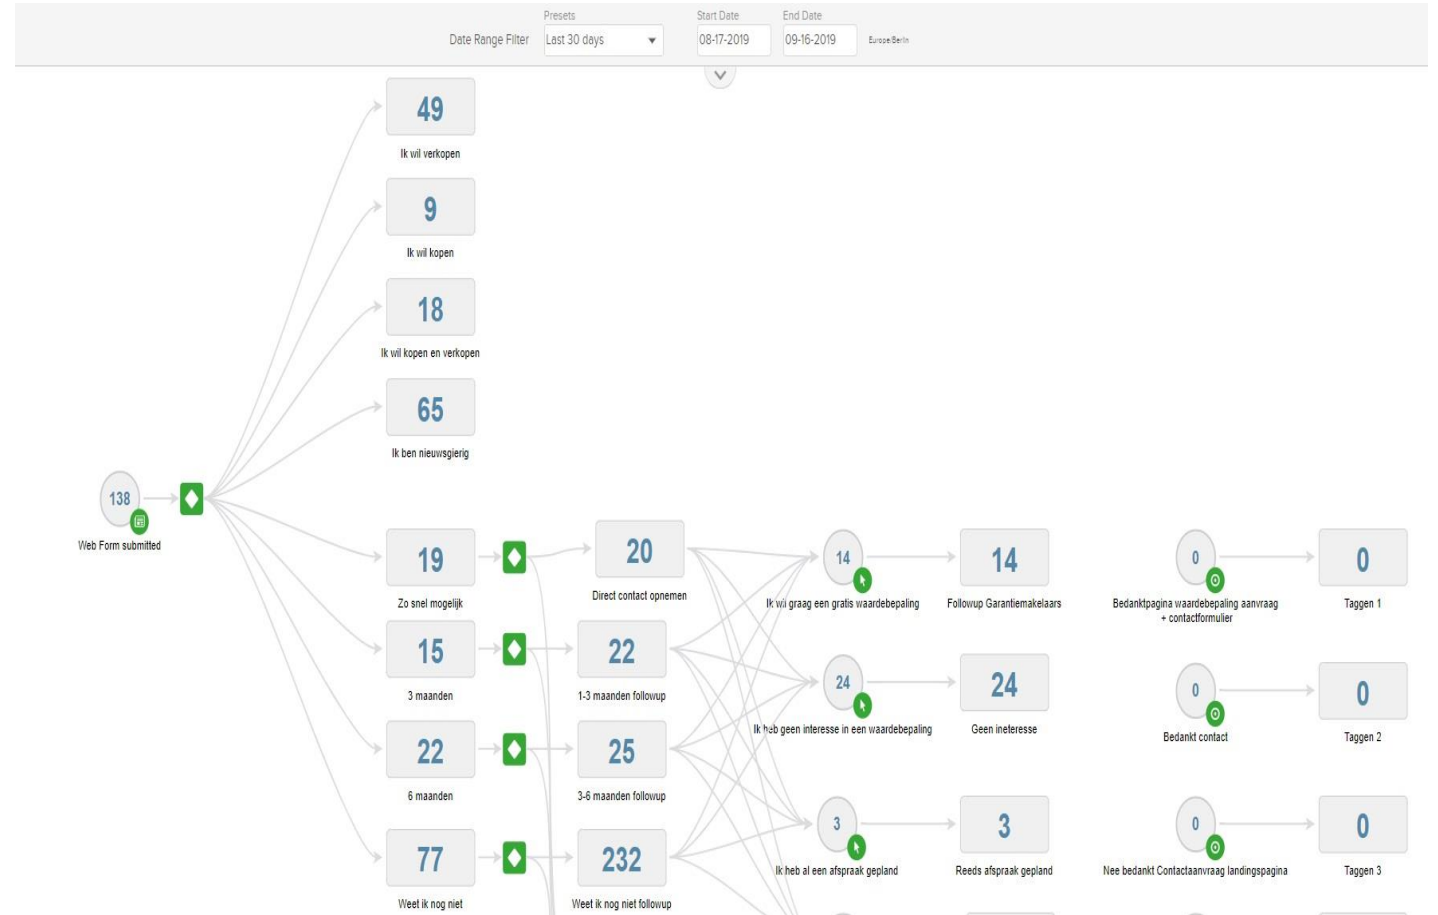 Presets
Start Date
End Date
Date Range Filter
Last 30 days
08-17-2019
09-16-2019
Europe/Berlin
49
Ik wil verkopen
9
Ik wil kopen
18
Ik wil kopen en verkopen
65
Ik ben nieuwsgierig
138
Web Form submitted
19
Zo snel mogelijk
20
Direct contact opnemen
14
Ik wil graag een gratis waardebepaling
14
Followup Garantiemakelaars
0
Bedanktpagina waardebepaling aanvraag
+ contactformulier
0
Taggen 1
15
3 maanden
22
1-3 maanden followup
24
Ik heb geen interesse in een waardebepaling
24
Geen ineteresse
0
Bedankt contact
0
Taggen 2
22
6 maanden
25
3-6 maanden followup
3
Ik heb al een afspraak gepland
3
Reeds afspraak gepland
0
Nee bedankt Contactaanvraag landingspagina
0
Taggen 3
77
Weet ik nog niet
232
Weet ik nog niet followup